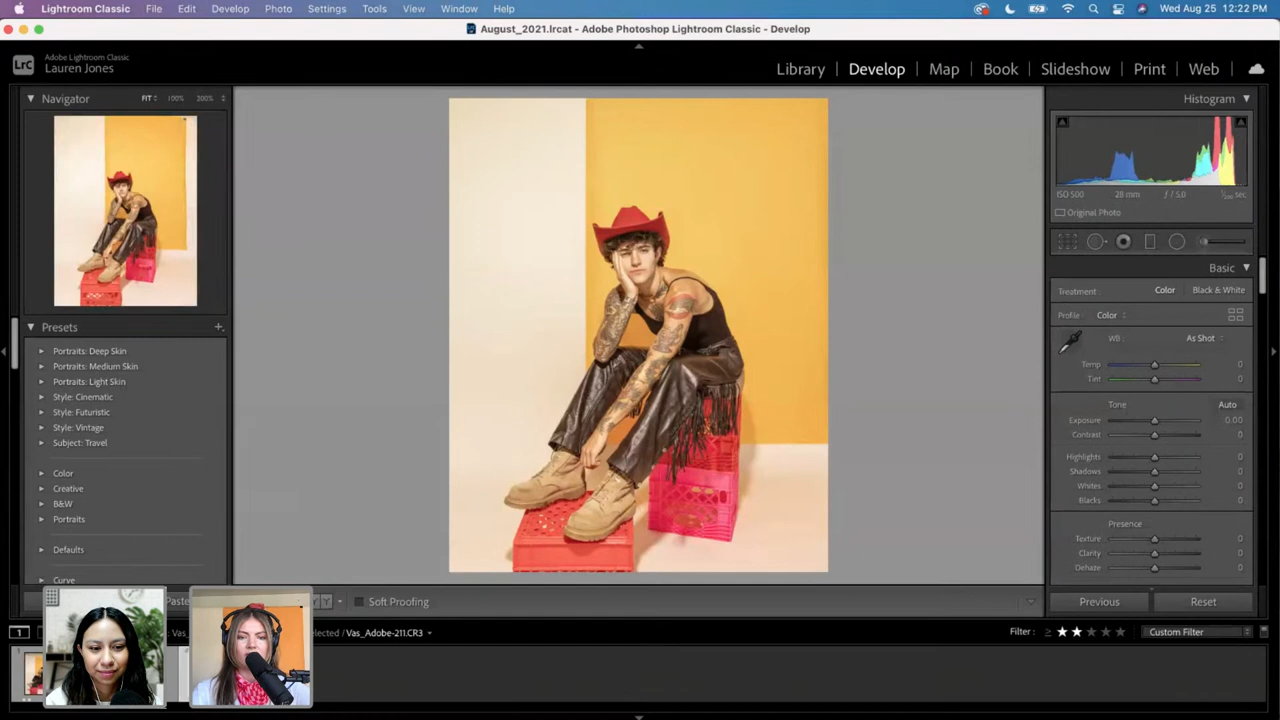 Lightroom Classic File Edit Develop Photo Settings Tools View Window Help Wed Aug 25 12:22 PM
August_2021.lrcat - Adobe Photoshop Lightroom Classic - Develop
LrC Adobe Lightroom Classic
Lauren Jones
Library | Develop | Map | Book | Slideshow | Print | Web
Navigator FIT 100% 200%
Histogram
ISO 500 28 mm ƒ / 5.0
Original Photo
Basic
Treatment : Color Black & White
Profile : Color
WB : As Shot
Temp 0
Tint 0
Tone Auto
Exposure 0.00
Contrast 0
Highlights 0
Shadows 0
Whites 0
Blacks 0
Presence
Texture 0
Clarity 0
Dehaze 0
Presets
Portraits: Deep Skin
Portraits: Medium Skin
Portraits: Light Skin
Style: Cinematic
Style: Futuristic
Style: Vintage
Subject: Travel
Color
Creative
B&W
Portraits
Defaults
Curve
Paste Y Soft Proofing Previous Reset
1 Vas_ elected / Vas_Adobe-211.CR3 Filter : ≥ ★★★★★ Custom Filter